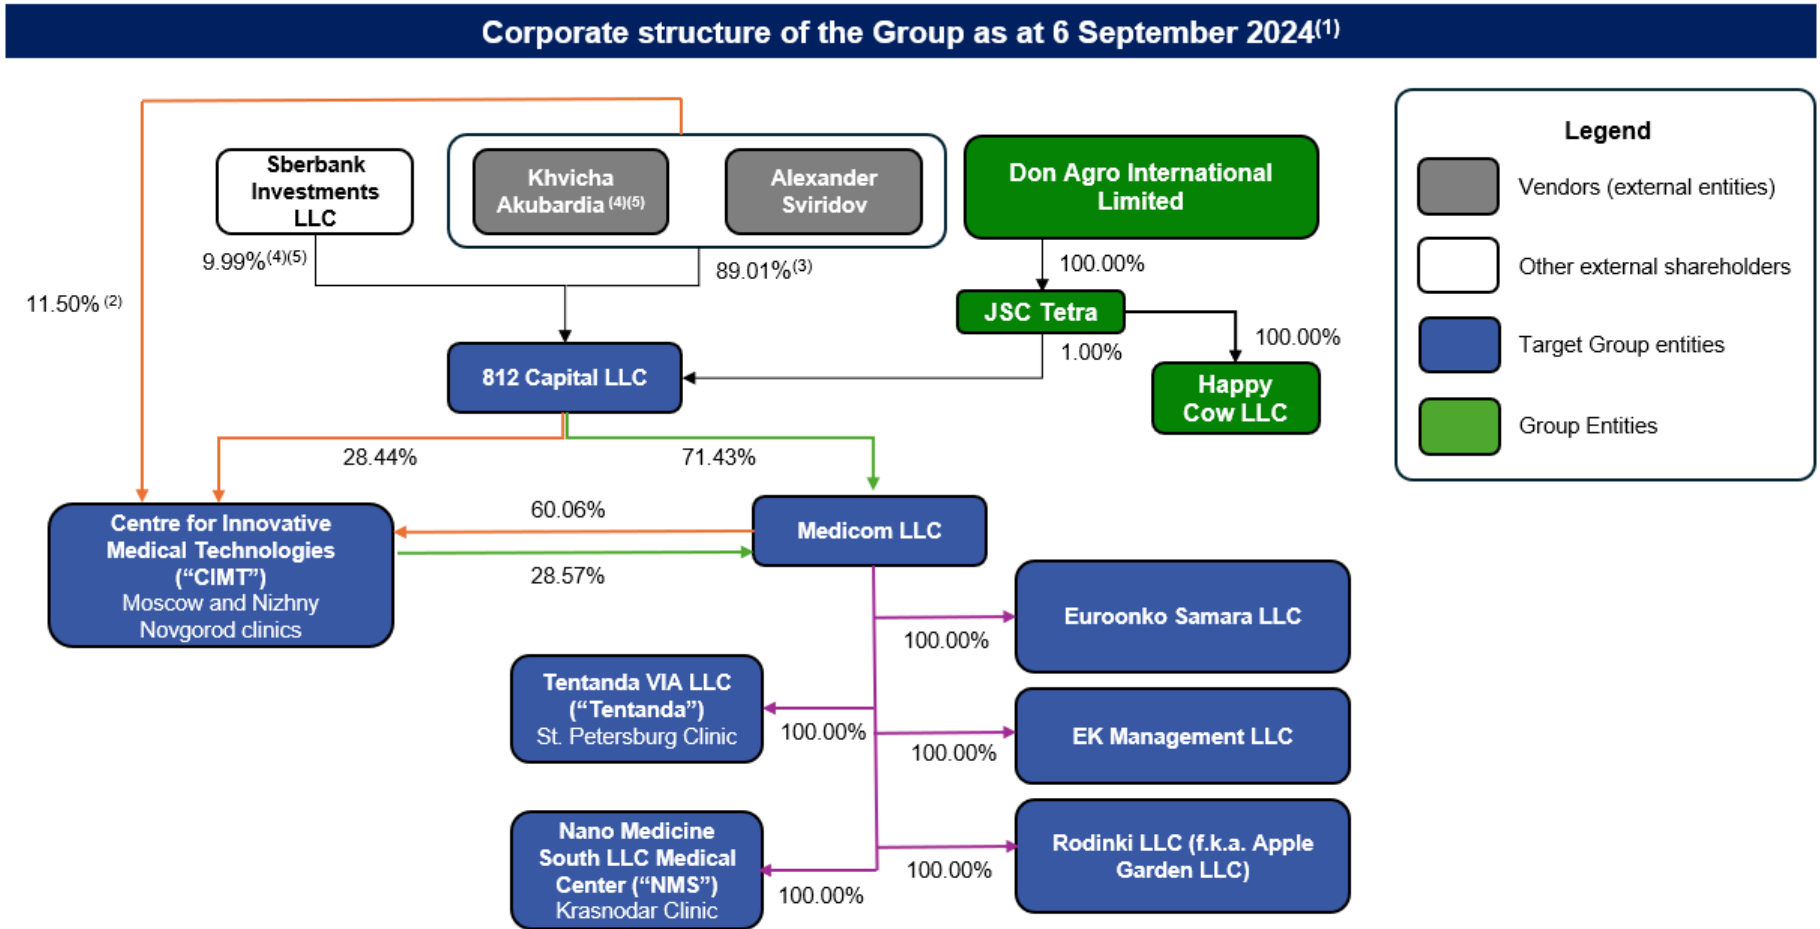 Corporate structure of the Group as at 6 September 2024(1)
Sberbank
Investments
LLC
Khvicha
Akubardia (4)(5)
Alexander
Sviridov
Don Agro International
Limited
Legend
Vendors (external entities)
Other external shareholders
Target Group entities
Group Entities
9.99%(4)(5)
89.01%(3)
100.00%
11.50% (2)
JSC Tetra
1.00%
100.00%
812 Capital LLC
Happy
Cow LLC
28.44%
71.43%
Centre for Innovative
Medical Technologies
(“CIMT”)
Moscow and Nizhny
Novgorod clinics
60.06%
28.57%
Medicom LLC
100.00%
Euroonko Samara LLC
Tentanda VIA LLC
(“Tentanda”)
St. Petersburg Clinic
100.00%
100.00%
EK Management LLC
Nano Medicine
South LLC Medical
Center (“NMS”)
Krasnodar Clinic
100.00%
100.00%
Rodinki LLC (f.k.a. Apple
Garden LLC)